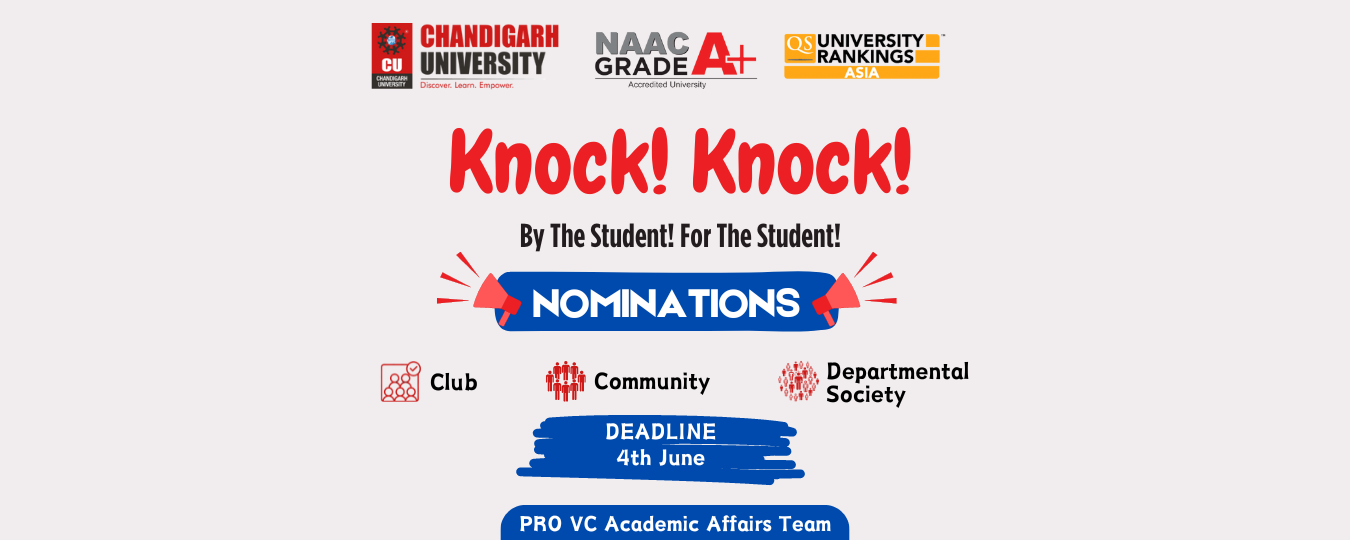 CU
CHANDIGARH
UNIVERSITY
CHANDIGARH
UNIVERSITY
Discover. Learn. Empower.
NAAC
GRADE A+
Accredited University
QS UNIVERSITY
RANKINGS
ASIA
Knock! Knock!
By The Student! For The Student!
NOMINATIONS
Club
Community
Departmental
Society
DEADLINE
4th June
PRO VC Academic Affairs Team